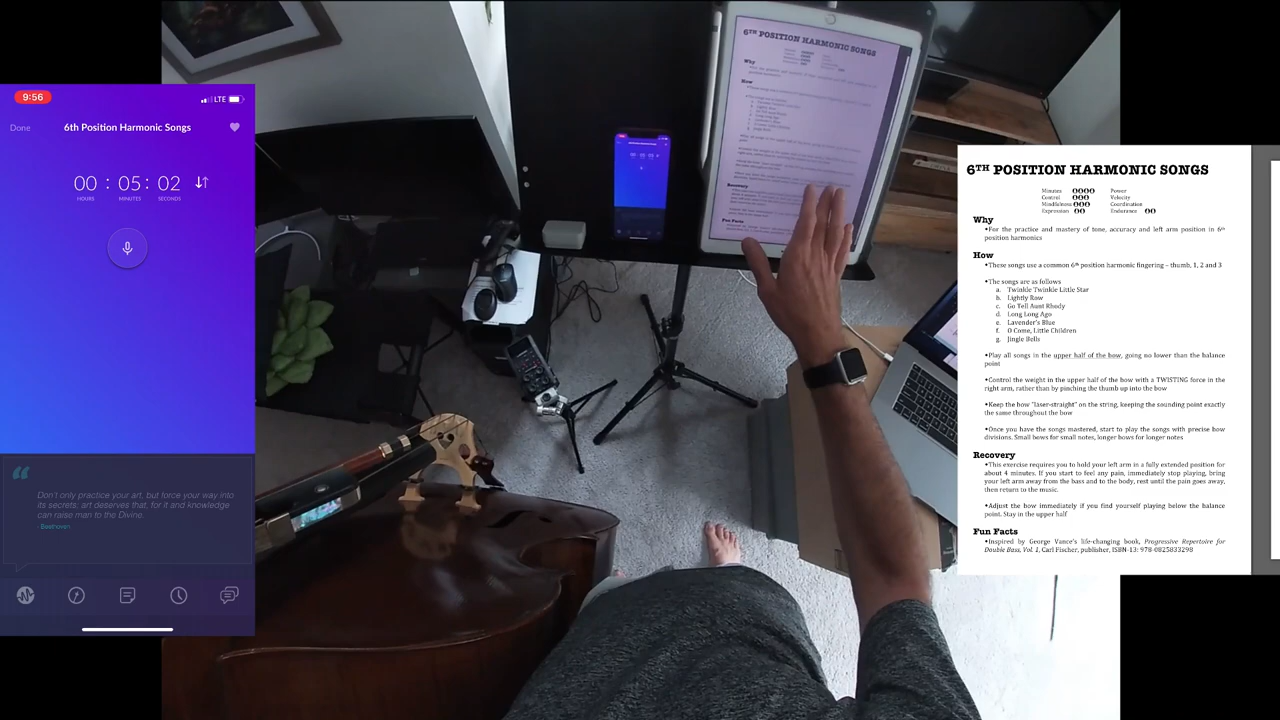 9:56
LTE
Done
6th Position Harmonic Songs
00 : 05 : 02
HOURS MINUTES SECONDS
“
Don't only practice your art, but force your way into
its secrets; art deserves that, for it and knowledge
can raise man to the Divine.
- Beethoven
6TH POSITION HARMONIC SONGS
Why
How
Recovery
Fun Facts
6TH POSITION HARMONIC SONGS
Minutes Power
Control Velocity
Mindfulness Coordination
Expression Endurance
Why
•For the practice and mastery of tone, accuracy and left arm position in 6th
position harmonics
How
•These songs use a common 6th position harmonic fingering – thumb, 1, 2 and 3
•The songs are as follows
a. Twinkle Twinkle Little Star
b. Lightly Row
c. Go Tell Aunt Rhody
d. Long Long Ago
e. Lavender's Blue
f. O Come, Little Children
g. Jingle Bells
•Play all songs in the upper half of the bow, going no lower than the balance
point
•Control the weight in the upper half of the bow with a TWISTING force in the
right arm, rather than by pinching the thumb up into the bow
•Keep the bow "laser-straight" on the string, keeping the sounding point exactly
the same throughout the bow
•Once you have the songs mastered, start to play the songs with precise bow
divisions. Small bows for small notes, longer bows for longer notes
Recovery
•This exercise requires you to hold your left arm in a fully extended position for
about 4 minutes. If you start to feel any pain, immediately stop playing, bring
your left arm away from the bass and to the body, rest until the pain goes away,
then return to the music.
•Adjust the bow immediately if you find yourself playing below the balance
point. Stay in the upper half
Fun Facts
•Inspired by George Vance's life-changing book, Progressive Repertoire for
Double Bass, Vol. 1, Carl Fischer, publisher, ISBN-13: 978-0825833298